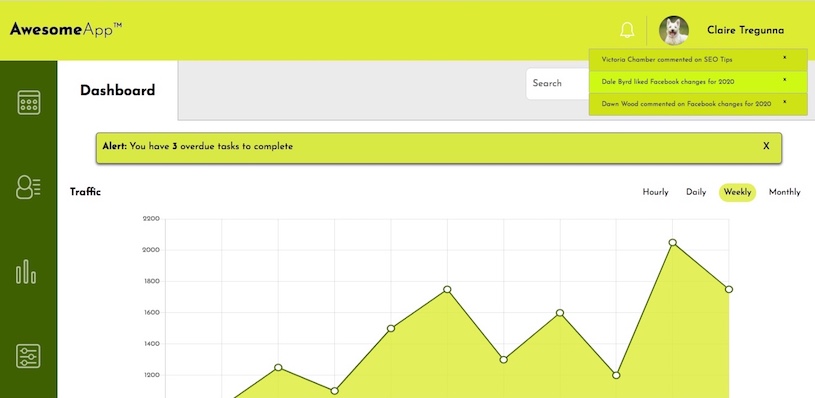 AwesomeApp™
Claire Tregunna
Victoria Chamber commented on SEO Tips x
Dale Byrd liked Facebook changes for 2020 x
Dawn Wood commented on Facebook changes for 2020 x
Dashboard
Search
Alert: You have 3 overdue tasks to complete X
Traffic
Hourly Daily Weekly Monthly
2200
2000
1800
1600
1400
1200